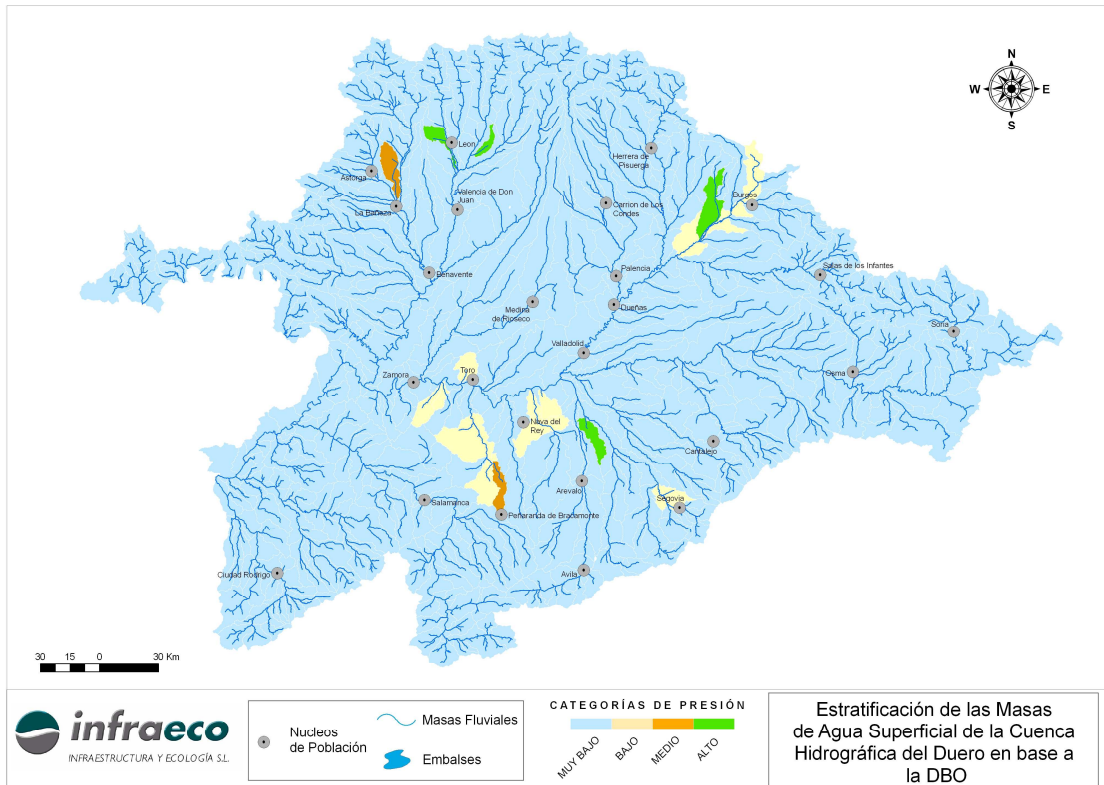 N
W
E
S
Leon
Astorga
Herrera de
Pisuerga
Burgos
Valencia de Don
Juan
La Bañeza
Carrion de Los
Condes
Benavente
Palencia
Salas de los Infantes
Medina
de Rioseco
Dueñas
Soria
Valladolid
Zamora
Toro
Osma
Nava del
Rey
Cantalejo
Arevalo
Salamanca
Segovia
Peñaranda de Bracamonte
Ciudad Rodrigo
Avila
30 15 0 30 Km
infraeco
INFRAESTRUCTURA Y ECOLOGÍA S.L.
Núcleos
de Población
Masas Fluviales
Embalses
CATEGORÍAS DE PRESIÓN
MUY BAJO
BAJO
MEDIO
ALTO
Estratificación de las Masas
de Agua Superficial de la Cuenca
Hidrográfica del Duero en base a
la DBO